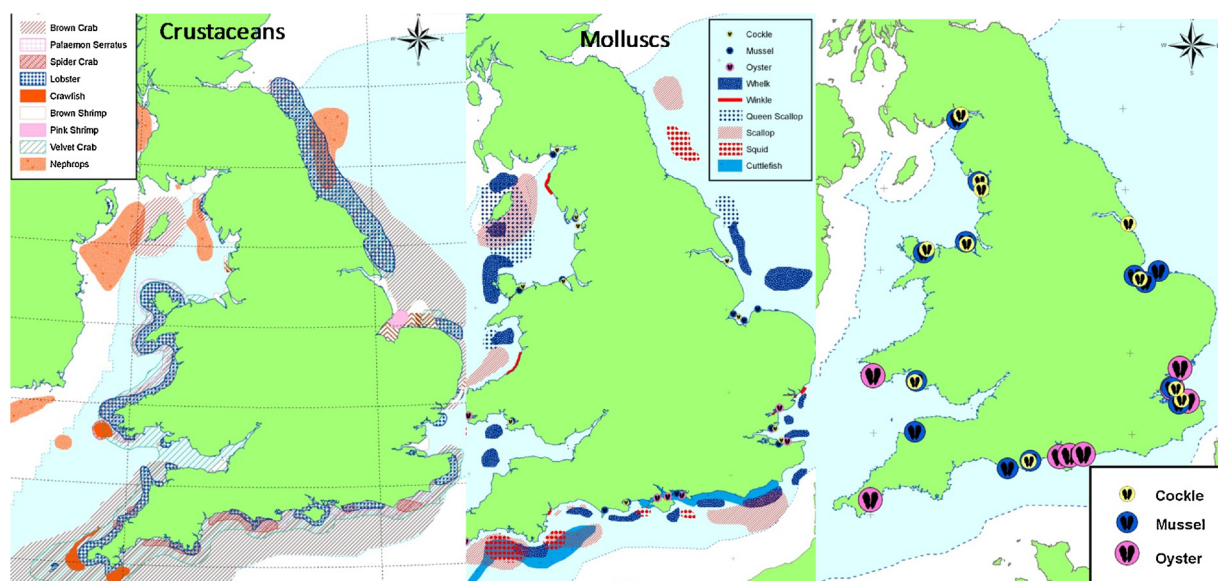 Crustaceans
Brown Crab
Palaemon Serratus
Spider Crab
Lobster
Crawfish
Brown Shrimp
Pink Shrimp
Velvet Crab
Nephrops
Molluscs
Cockle
Mussel
Oyster
Whelk
Winkle
Queen Scallop
Scallop
Squid
Cuttlefish
Cockle
Mussel
Oyster